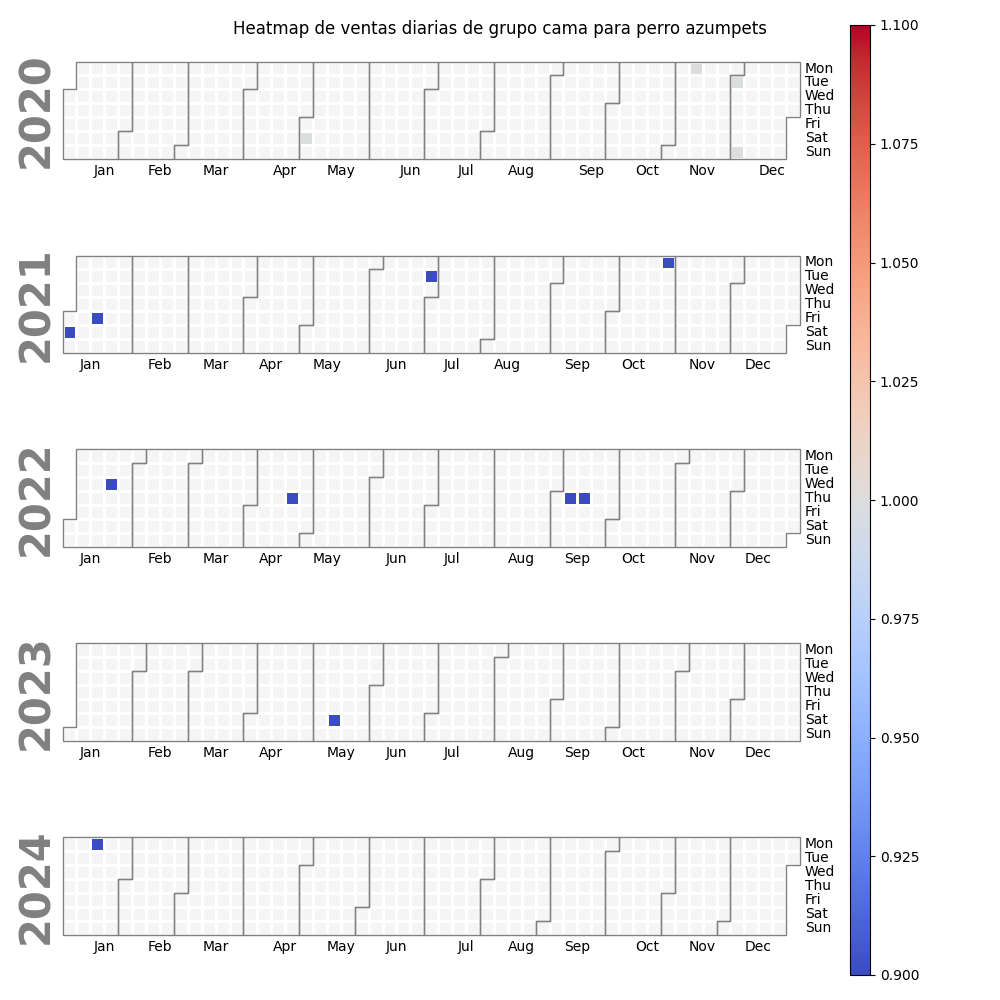 Heatmap de ventas diarias de grupo cama para perro azumpets
2020
Mon
Tue
Wed
Thu
Fri
Sat
Sun
Jan Feb Mar Apr May Jun Jul Aug Sep Oct Nov Dec
2021
Mon
Tue
Wed
Thu
Fri
Sat
Sun
Jan Feb Mar Apr May Jun Jul Aug Sep Oct Nov Dec
2022
Mon
Tue
Wed
Thu
Fri
Sat
Sun
Jan Feb Mar Apr May Jun Jul Aug Sep Oct Nov Dec
2023
Mon
Tue
Wed
Thu
Fri
Sat
Sun
Jan Feb Mar Apr May Jun Jul Aug Sep Oct Nov Dec
2024
Mon
Tue
Wed
Thu
Fri
Sat
Sun
Jan Feb Mar Apr May Jun Jul Aug Sep Oct Nov Dec
1.100
1.075
1.050
1.025
1.000
0.975
0.950
0.925
0.900